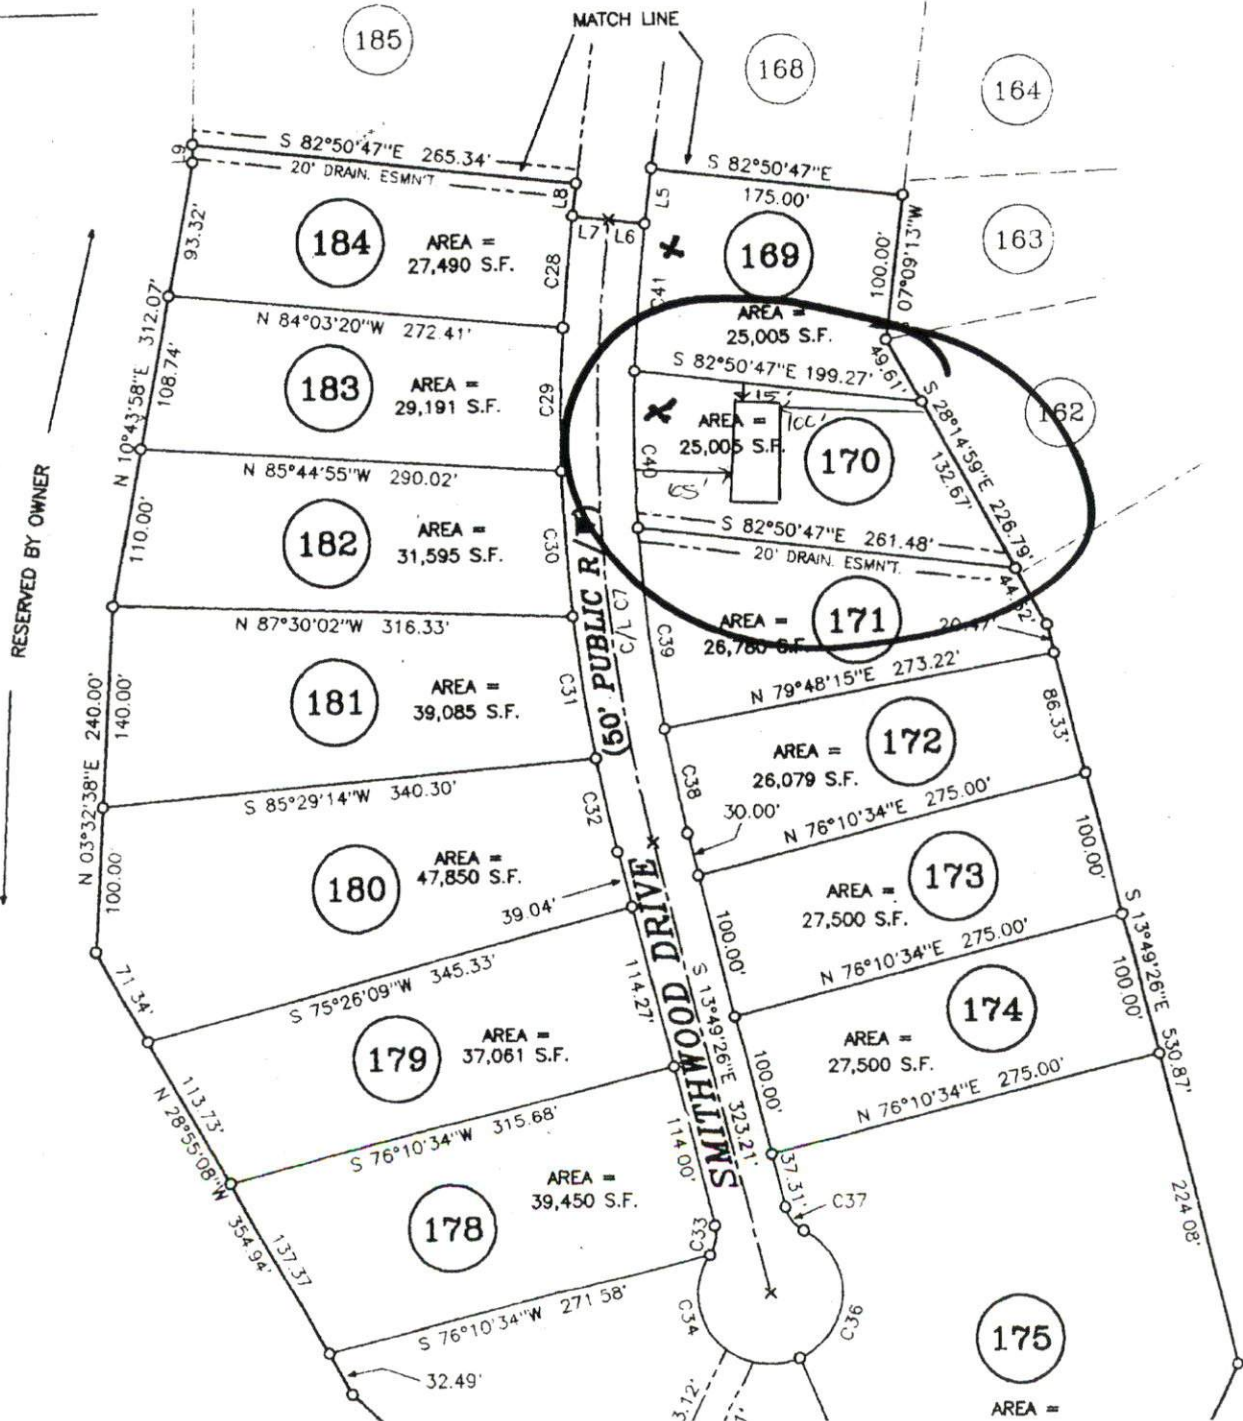 MATCH LINE
185
168
164
S 82°50'47"E 265.34'
20' DRAIN. ESMN'T
L9
L8
L5
S 82°50'47"E
175.00'
L7
L6
93.32'
184
AREA =
27,490 S.F.
C28
C41
X
169
AREA =
25,005 S.F.
100.00'
07°09'13"W
163
N 84°03'20"W 272.41'
N 10°43'58"E 312.07'
108.74'
183
AREA =
29,191 S.F.
C29
S 82°50'47"E 199.27'
49.61'
162
S 28°14'59"E 226.79'
132.67'
X
AREA =
25,005 S.F.
15'
100'
170
C40
65'
N 85°44'55"W 290.02'
110.00'
182
AREA =
31,595 S.F.
C30
S 82°50'47"E 261.48'
20' DRAIN. ESMN'T.
RESERVED BY OWNER
N 87°30'02"W 316.33'
AREA =
26,780 S.F.
171
20.47'
C/L C7
C39
N 79°48'15"E 273.22'
N 03°32'38"E 240.00'
140.00'
181
AREA =
39,085 S.F.
C31
(50' PUBLIC R/
86.33'
172
AREA =
26,079 S.F.
C38
30.00'
S 85°29'14"W 340.30'
C32
N 76°10'34"E 275.00'
100.00'
180
AREA =
47,850 S.F.
39.04'
100.00'
173
AREA =
27,500 S.F.
SMITHWOOD DRIVE
100.00'
S 13°49'26"E 323.21'
N 76°10'34"E 275.00'
S 13°49'26"E 530.87'
100.00'
71.34'
S 75°26'09"W 345.33'
114.27'
174
AREA =
27,500 S.F.
179
AREA =
37,061 S.F.
100.00'
N 76°10'34"E 275.00'
N 28°55'08"W 354.94'
113.73'
S 76°10'34"W 315.68'
114.00'
37.31'
C37
224.08'
178
AREA =
39,450 S.F.
C33
137.37
S 76°10'34"W 271.58'
C34
C36
32.49'
175
AREA =
3.12'